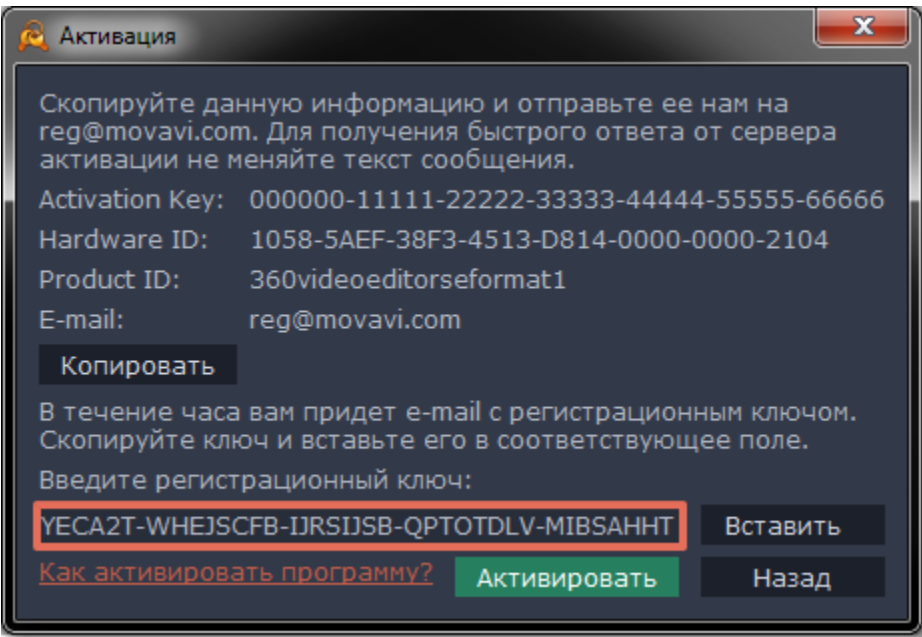 Активация
Скопируйте данную информацию и отправьте ее нам на
reg@movavi.com. Для получения быстрого ответа от сервера
активации не меняйте текст сообщения.
Activation Key: 000000-11111-22222-33333-44444-55555-66666
Hardware ID: 1058-5AEF-38F3-4513-D814-0000-0000-2104
Product ID: 360videoeditorseformat1
E-mail: reg@movavi.com
Копировать
В течение часа вам придет e-mail с регистрационным ключом.
Скопируйте ключ и вставьте его в соответствующее поле.
Введите регистрационный ключ:
YECA2T-WHEJSCFB-IJRSIJSB-QPTOTDLV-MIBSAHHT Вставить
Как активировать программу? Активировать Назад